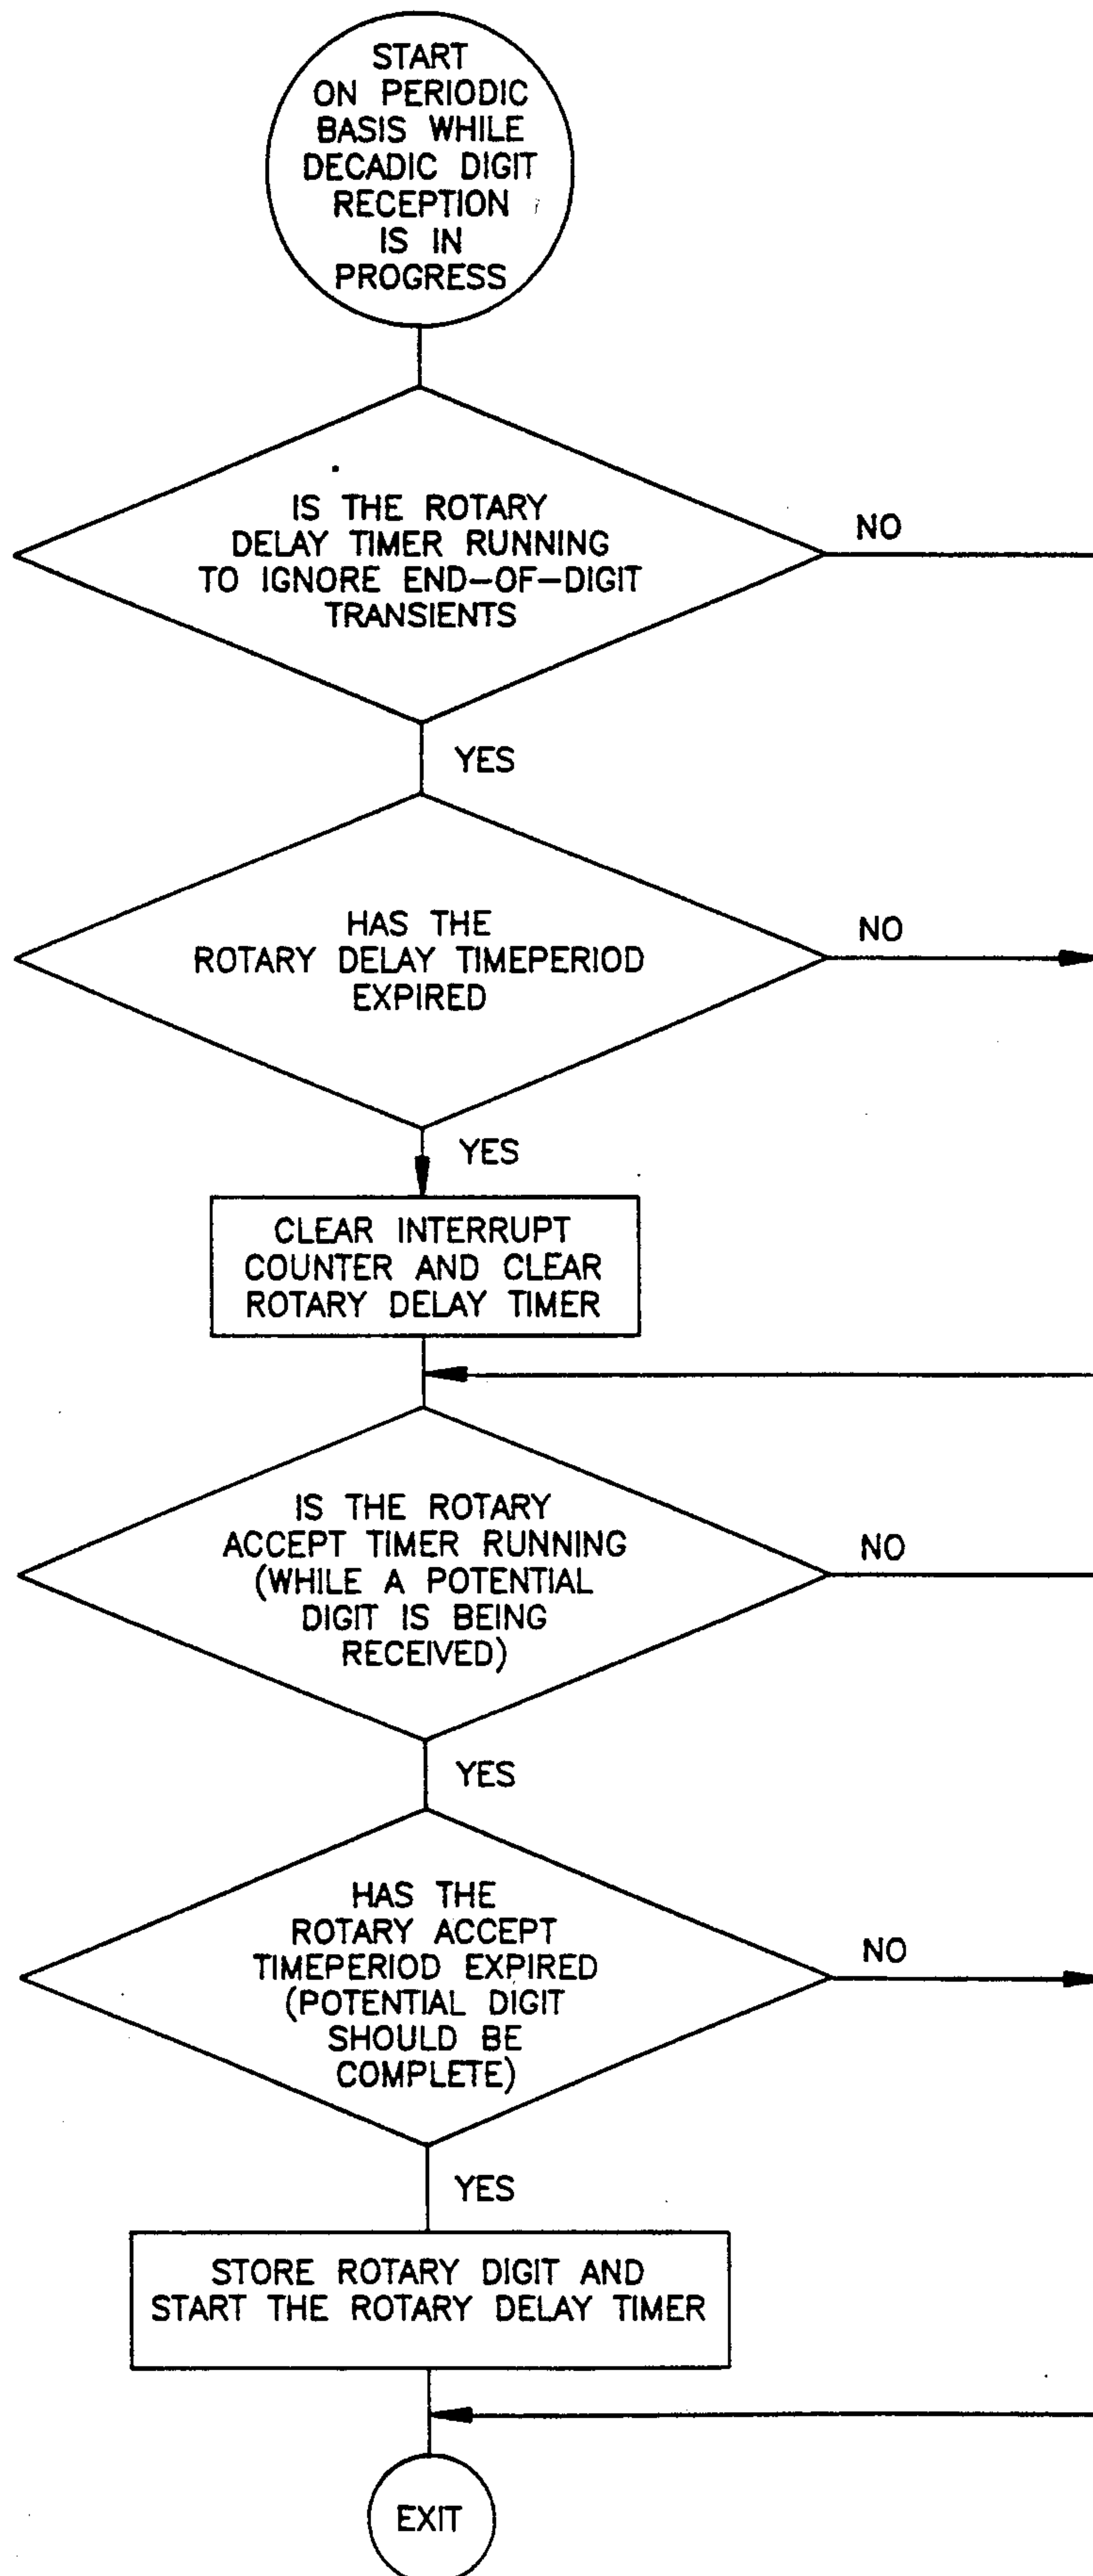 START
ON PERIODIC
BASIS WHILE
DECADIC DIGIT
RECEPTION
IS IN
PROGRESS
IS THE ROTARY
DELAY TIMER RUNNING
TO IGNORE END-OF-DIGIT
TRANSIENTS
NO
YES
HAS THE
ROTARY DELAY TIMEPERIOD
EXPIRED
NO
YES
CLEAR INTERRUPT
COUNTER AND CLEAR
ROTARY DELAY TIMER
IS THE ROTARY
ACCEPT TIMER RUNNING
(WHILE A POTENTIAL
DIGIT IS BEING
RECEIVED)
NO
YES
HAS THE
ROTARY ACCEPT
TIMEPERIOD EXPIRED
(POTENTIAL DIGIT
SHOULD BE
COMPLETE)
NO
YES
STORE ROTARY DIGIT AND
START THE ROTARY DELAY TIMER
EXIT